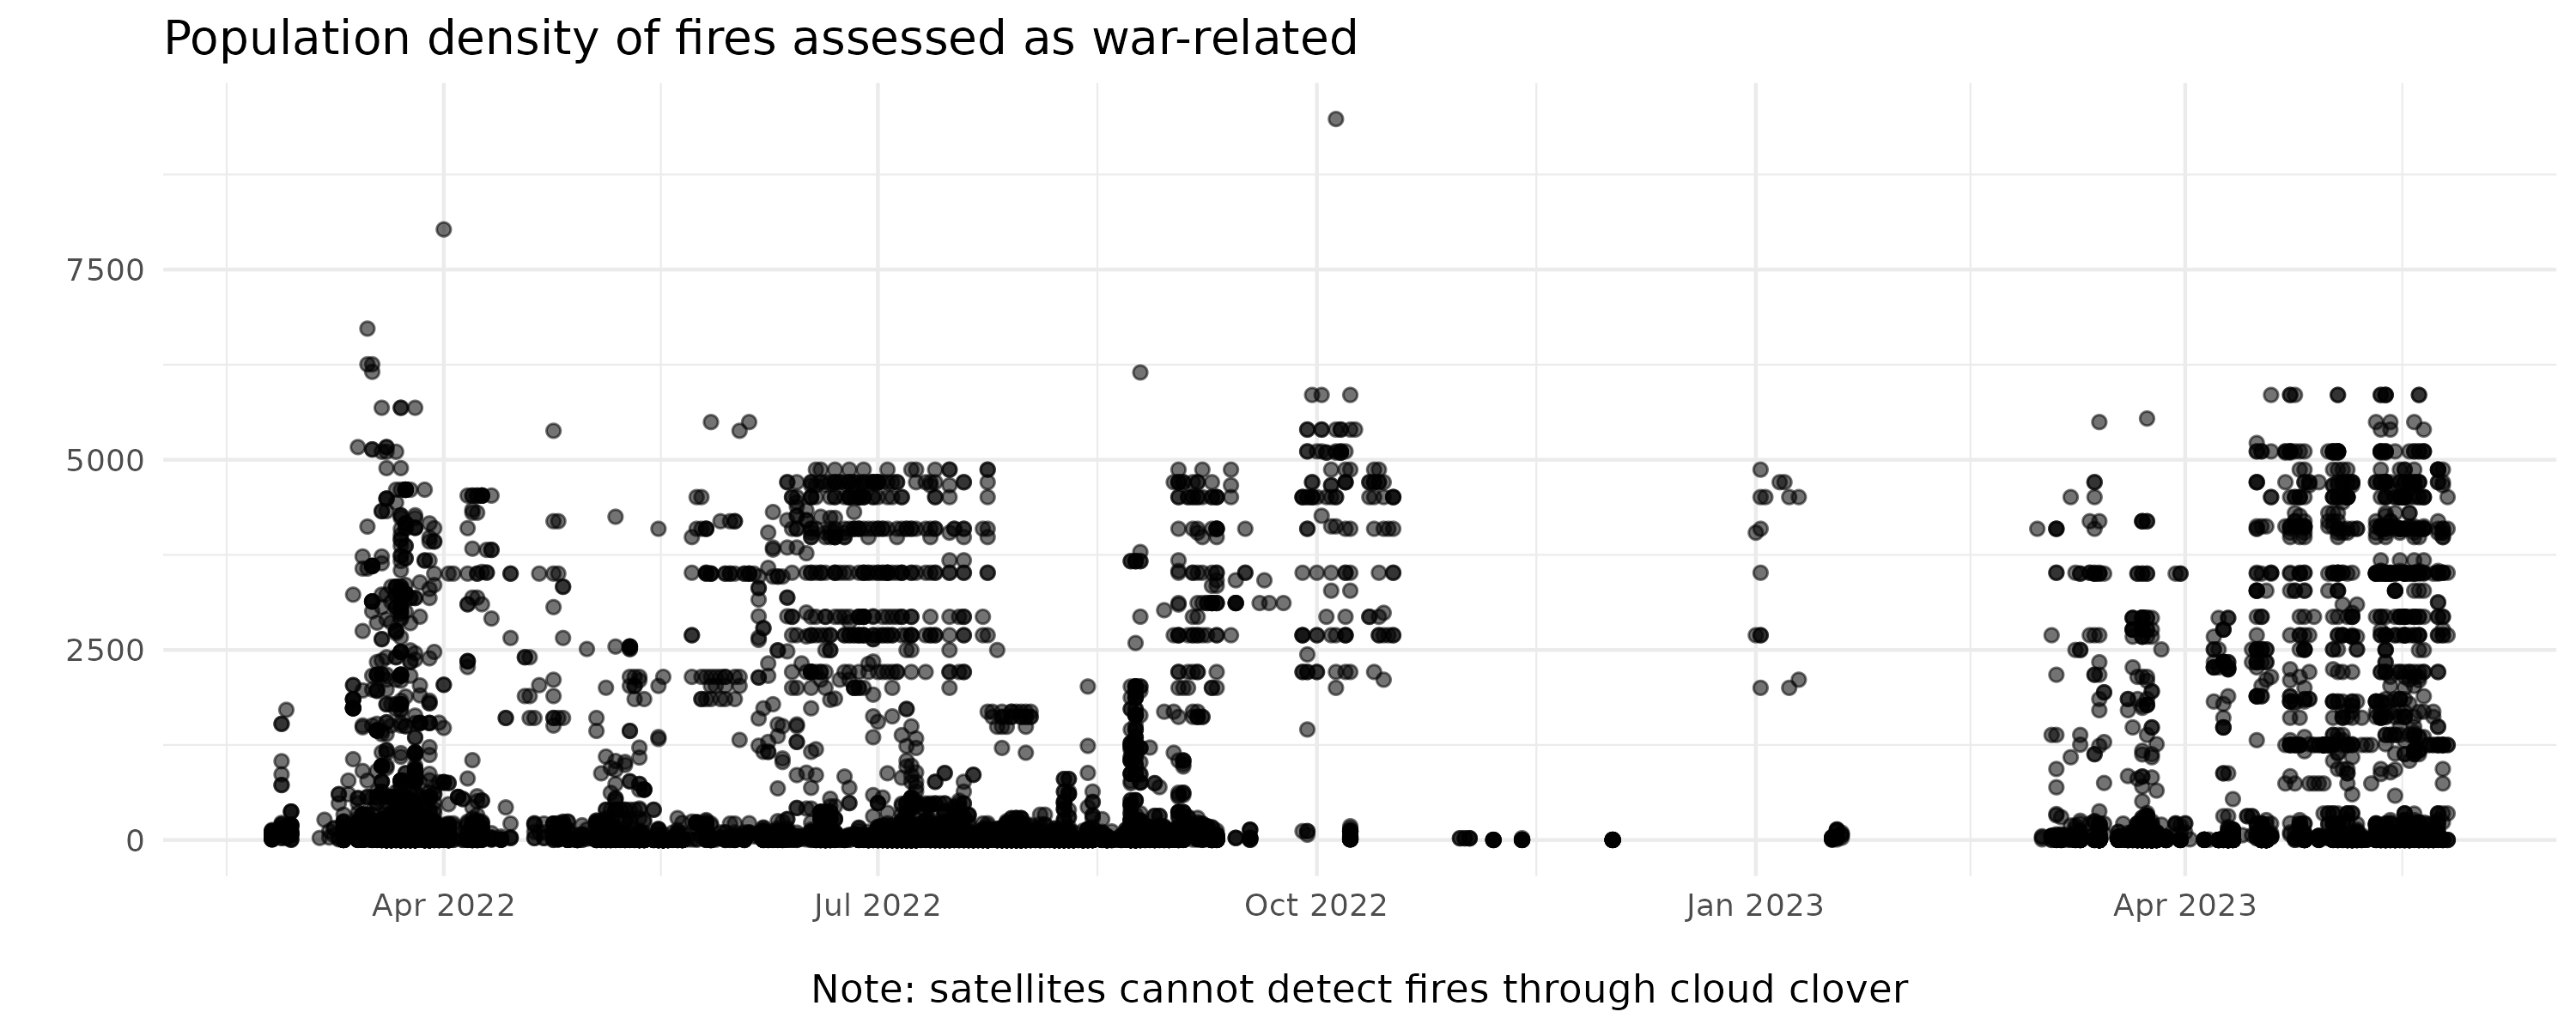 Population density of fires assessed as war-related
7500
5000
2500
0
Apr 2022
Jul 2022
Oct 2022
Jan 2023
Apr 2023
Note: satellites cannot detect fires through cloud clover